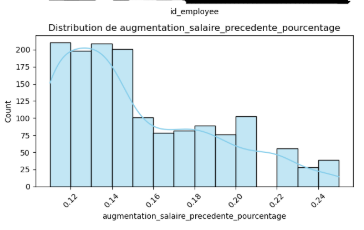 id_employee
Distribution de augmentation_salaire_precedente_pourcentage
200
175
150
125
100
75
50
25
0
Count
0.12 0.14 0.16 0.18 0.20 0.22 0.24
augmentation_salaire_precedente_pourcentage